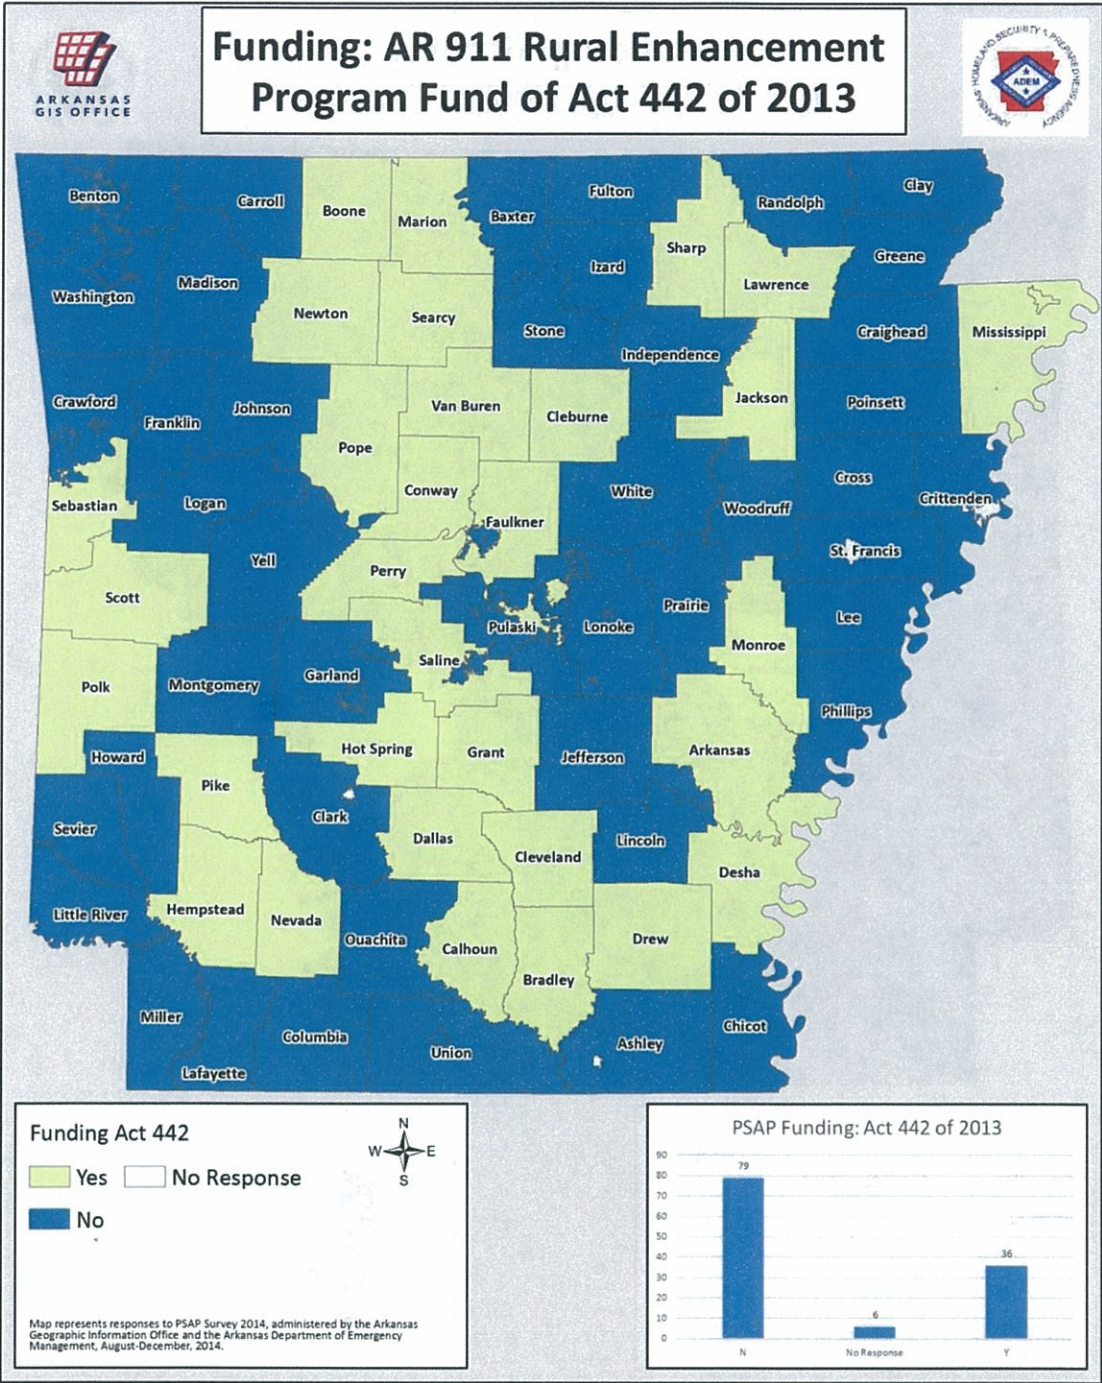 ARKANSAS
GIS OFFICE
Funding: AR 911 Rural Enhancement
Program Fund of Act 442 of 2013
ARKANSAS HOMELAND SECURITY & PREPAREDNESS AGENCY
ADEM
N
Benton
Carroll
Boone
Marion
Baxter
Fulton
Randolph
Clay
Washington
Madison
Newton
Searcy
Stone
Izard
Sharp
Lawrence
Greene
Independence
Craighead
Mississippi
Crawford
Franklin
Johnson
Pope
Van Buren
Cleburne
Jackson
Poinsett
Sebastian
Logan
Conway
Faulkner
White
Woodruff
Cross
Crittenden
Scott
Yell
Perry
St. Francis
Pulaski
Lonoke
Prairie
Lee
Polk
Montgomery
Garland
Saline
Monroe
Phillips
Howard
Pike
Hot Spring
Grant
Jefferson
Arkansas
Sevier
Clark
Dallas
Cleveland
Lincoln
Desha
Little River
Hempstead
Nevada
Ouachita
Calhoun
Bradley
Drew
Miller
Lafayette
Columbia
Union
Ashley
Chicot
Funding Act 442
Yes
No Response
No
N
W E
S
Map represents responses to PSAP Survey 2014, administered by the Arkansas
Geographic Information Office and the Arkansas Department of Emergency
Management, August-December, 2014.
PSAP Funding: Act 442 of 2013
90
80
70
60
50
40
30
20
10
0
79
6
36
N
No Response
Y